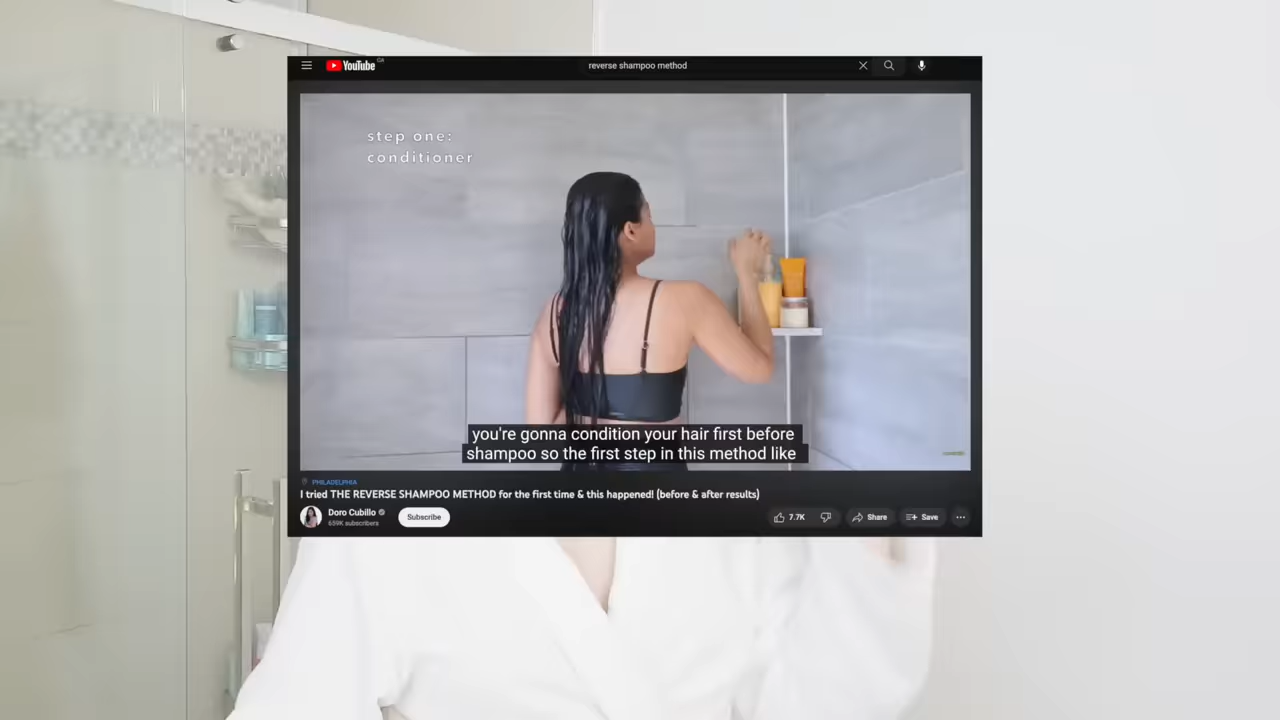 YouTube CA
reverse shampoo method
step one:
conditioner
you're gonna condition your hair first before
shampoo so the first step in this method like
PHILADELPHIA
I tried THE REVERSE SHAMPOO METHOD for the first time & this happened! (before & after results)
Doro Cubillo
659K subscribers
Subscribe
7.7K
Share
Save